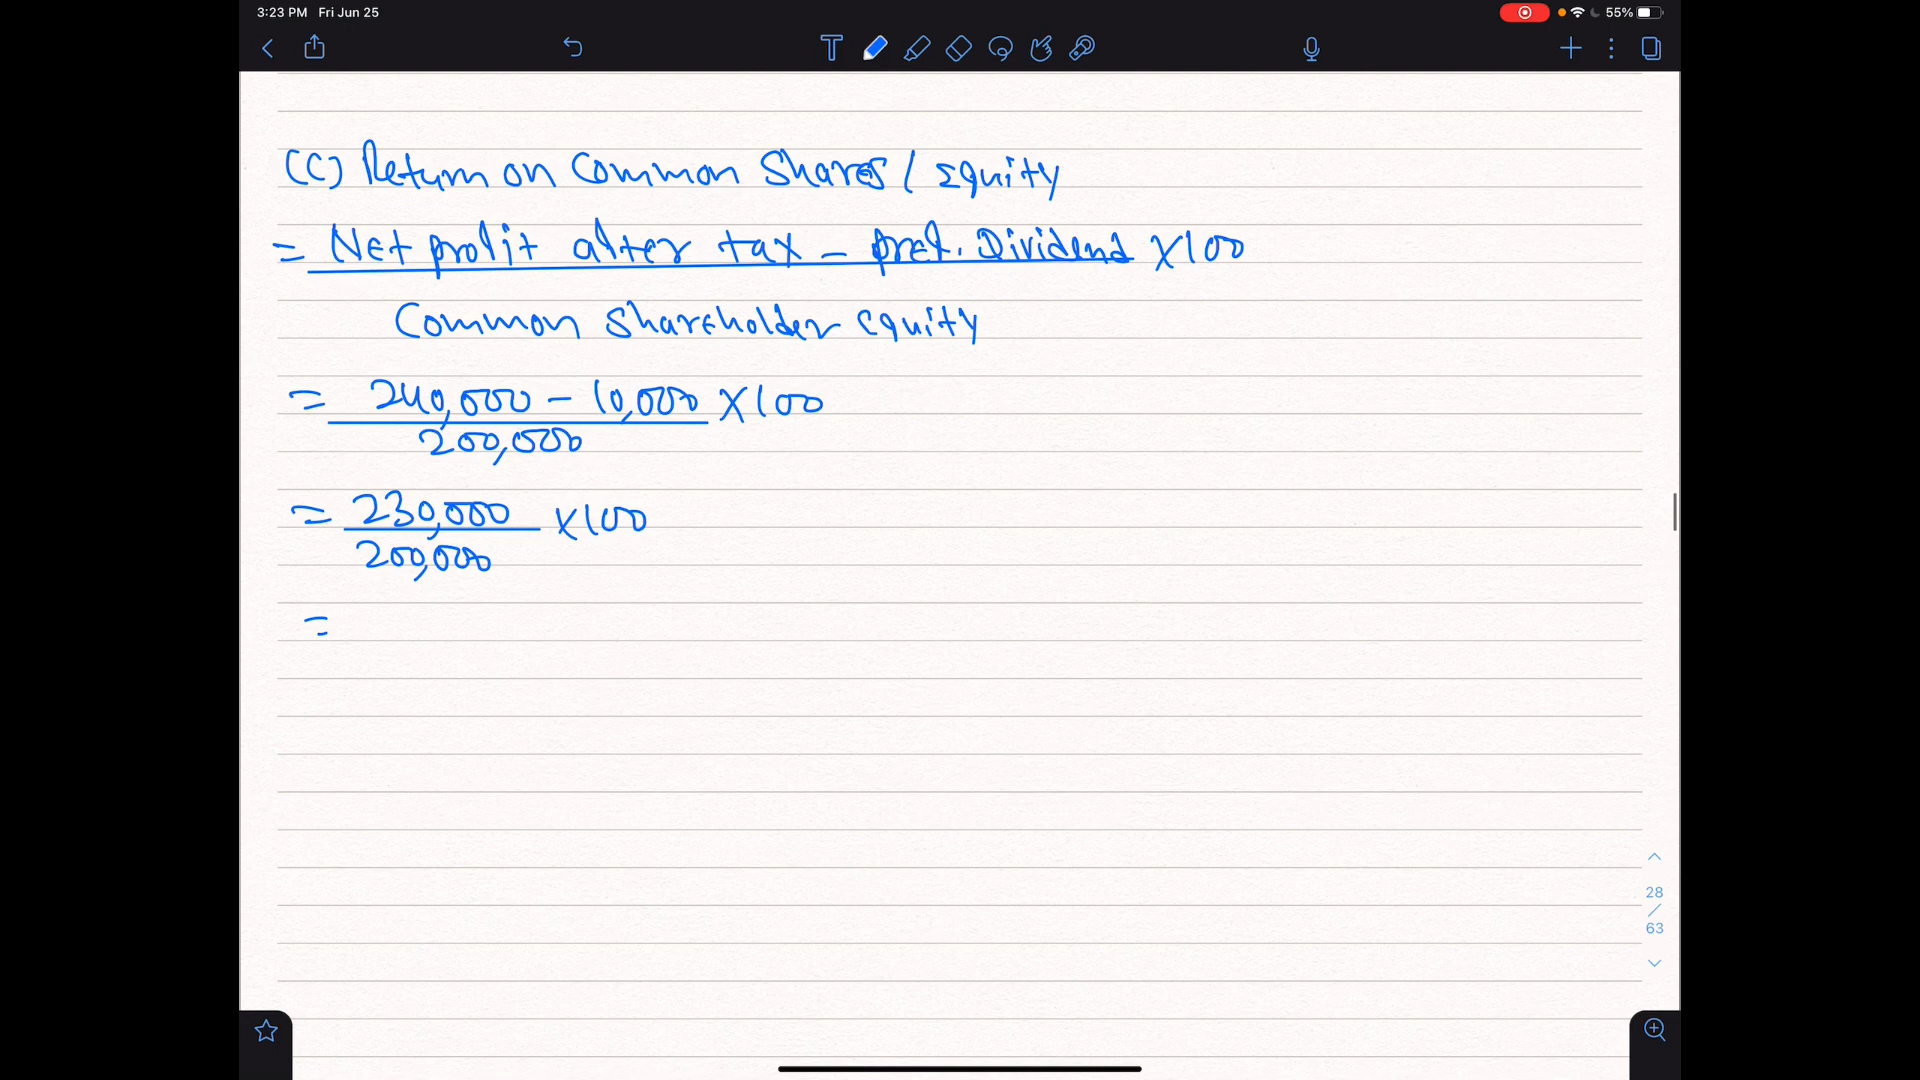 3:23 PM Fri Jun 25
55%
T
(C) Return on Common Shares / Equity
= Net profit after tax - pref. Dividend X100
Common Shareholder equity
= 240,000 - 10,000 X100
200,000
= 230,000 X100
200,000
=
28
/
63